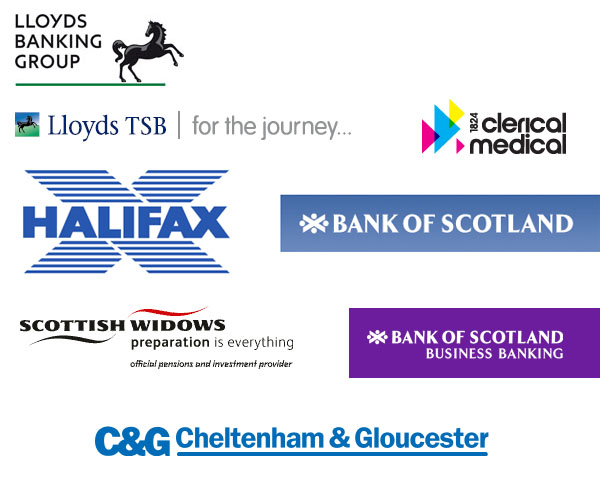 LLOYDS
BANKING
GROUP
Lloyds TSB | for the journey...
1824
clerical
medical
HALIFAX
BANK OF SCOTLAND
SCOTTISH WIDOWS
preparation is everything
official pensions and investment provider
BANK OF SCOTLAND
BUSINESS BANKING
C&G Cheltenham & Gloucester